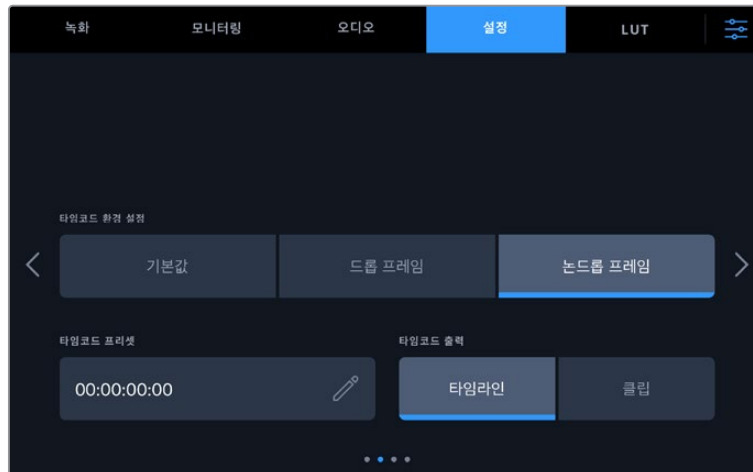 녹화 모니터링 오디오 설정 LUT
타임코드 환경 설정
기본값 드롭 프레임 논드롭 프레임
타임코드 프리셋 타임코드 출력
00:00:00:00 타임라인 클립